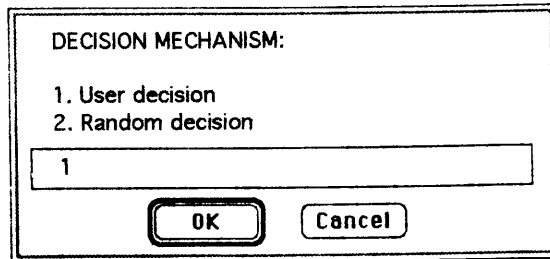 DECISION MECHANISM:
1. User decision
2. Random decision
1
OK Cancel